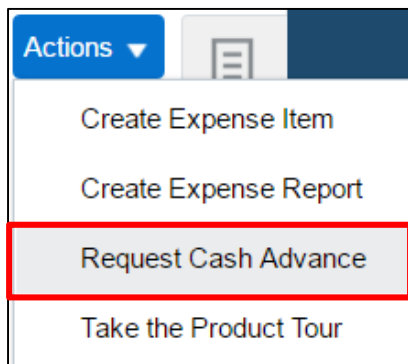 Actions
Create Expense Item
Create Expense Report
Request Cash Advance
Take the Product Tour